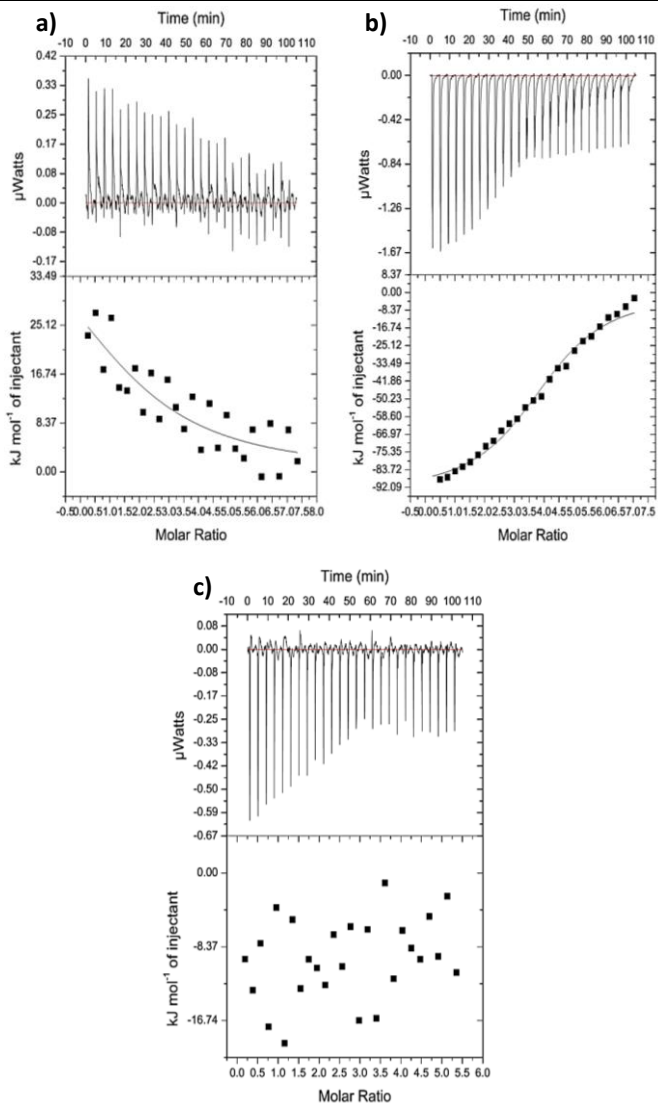 a)
Time (min)
-10 0 10 20 30 40 50 60 70 80 90 100 110
0.42
0.33
0.25
0.17
0.08
0.00
-0.08
-0.17
µWatts
33.49
25.12
16.74
8.37
0.00
kJ mol⁻¹ of injectant
-0.50.00.51.01.52.02.53.03.54.04.55.05.56.06.57.07.58.0
Molar Ratio
b)
Time (min)
-10 0 10 20 30 40 50 60 70 80 90 100 110
0.00
-0.42
-0.84
-1.26
-1.67
µWatts
8.37
0.00
-8.37
-16.74
-25.12
-33.49
-41.86
-50.23
-58.60
-66.97
-75.35
-83.72
-92.09
kJ mol⁻¹ of injectant
-0.50.00.51.01.52.02.53.03.54.04.55.05.56.06.57.07.5
Molar Ratio
c)
Time (min)
-10 0 10 20 30 40 50 60 70 80 90 100 110
0.08
0.00
-0.08
-0.17
-0.25
-0.33
-0.42
-0.50
-0.59
-0.67
µWatts
0.00
-8.37
-16.74
kJ mol⁻¹ of injectant
0.0 0.5 1.0 1.5 2.0 2.5 3.0 3.5 4.0 4.5 5.0 5.5 6.0
Molar Ratio